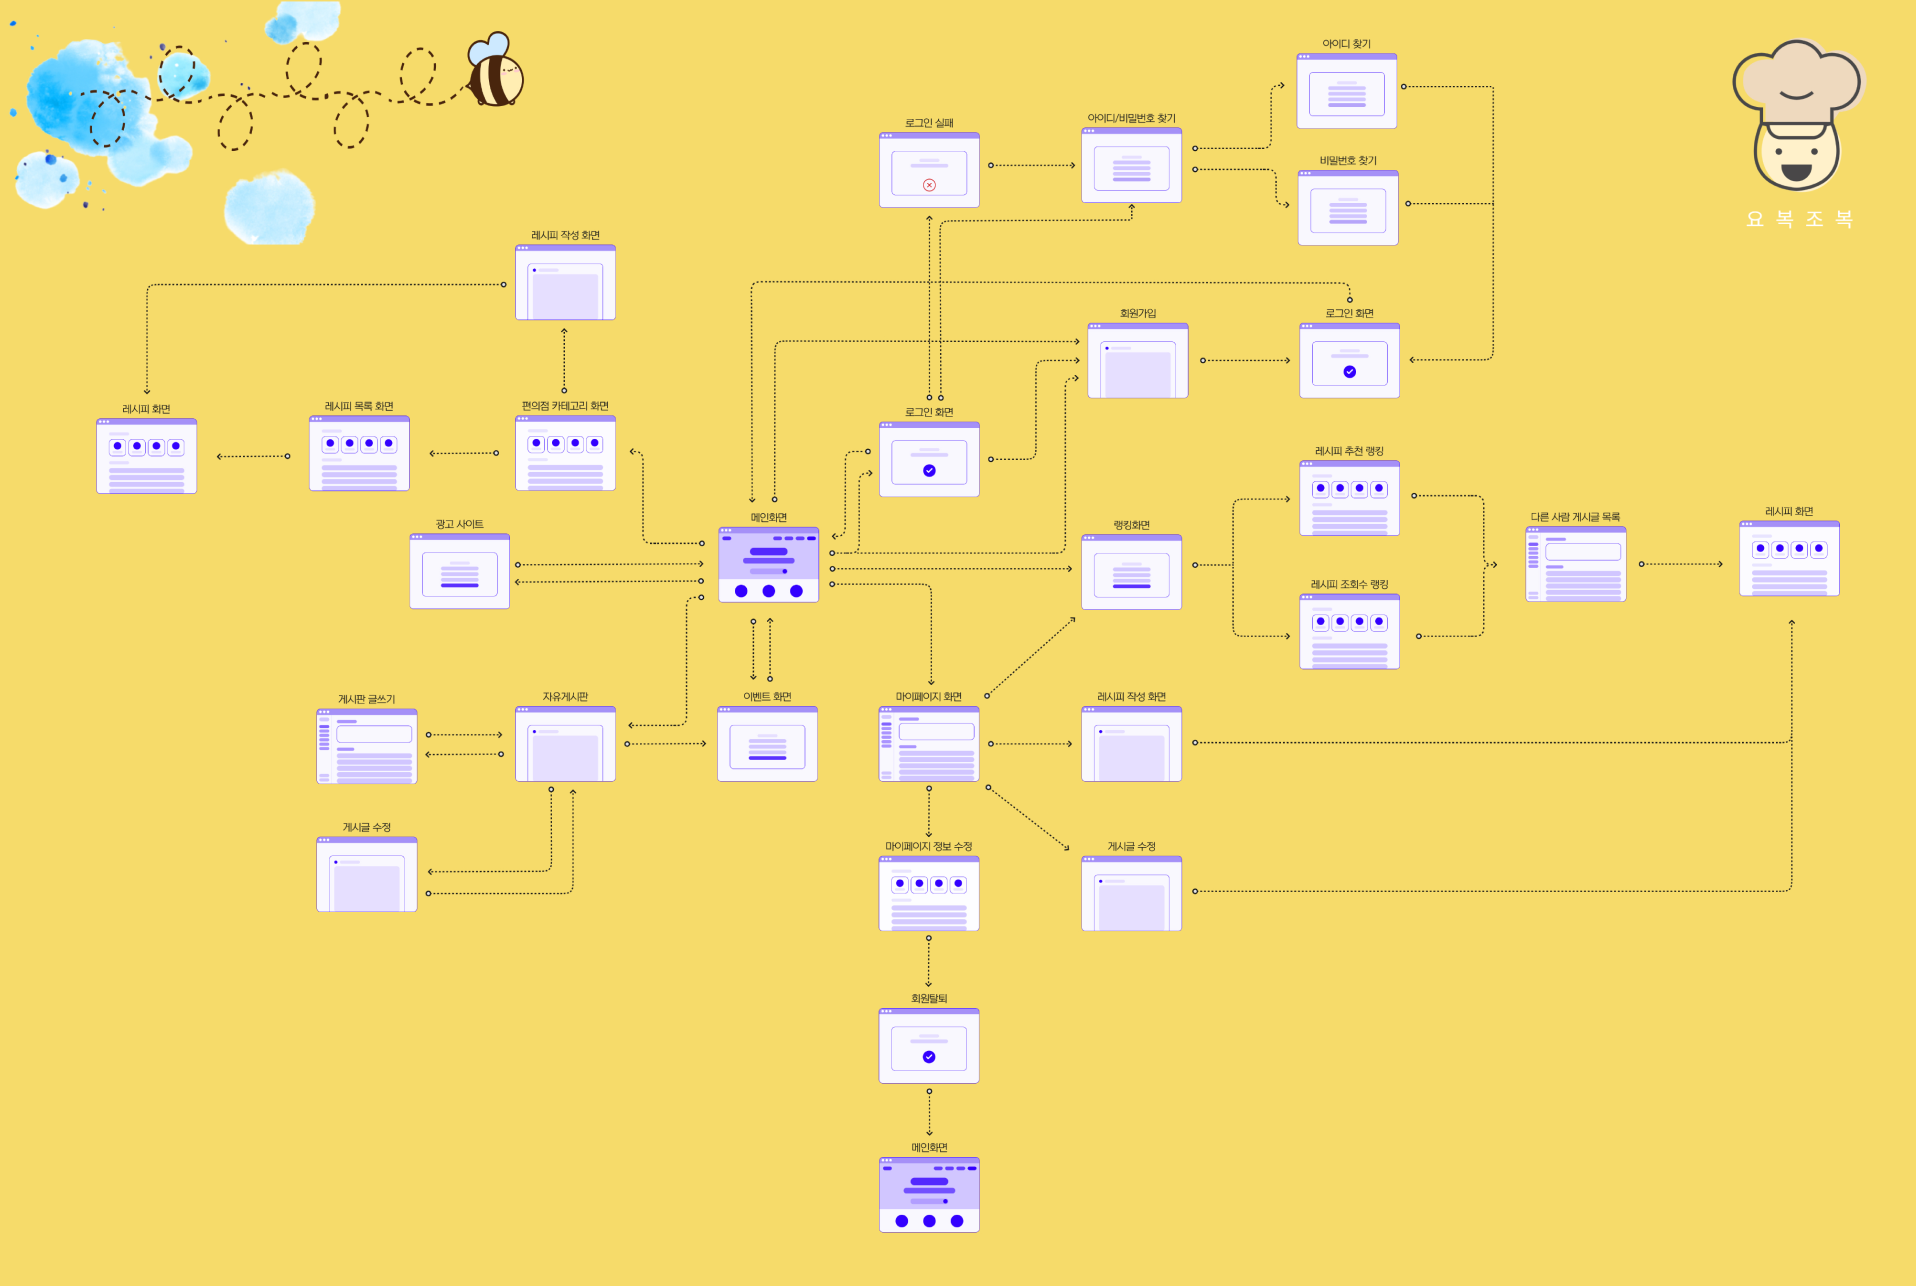 아이디 찾기
로그인 실패
아이디/비밀번호 찾기
비밀번호 찾기
요복조복
레시피 작성 화면
회원가입
로그인 화면
레시피 화면
레시피 목록 화면
편의점 카테고리 화면
로그인 화면
레시피 추천 랭킹
광고 사이트
메인화면
랭킹화면
다른 사람 게시글 목록
레시피 화면
레시피 조회수 랭킹
게시판 글쓰기
자유게시판
이벤트 화면
마이페이지 화면
레시피 작성 화면
게시글 수정
마이페이지 정보 수정
게시글 수정
회원탈퇴
메인화면